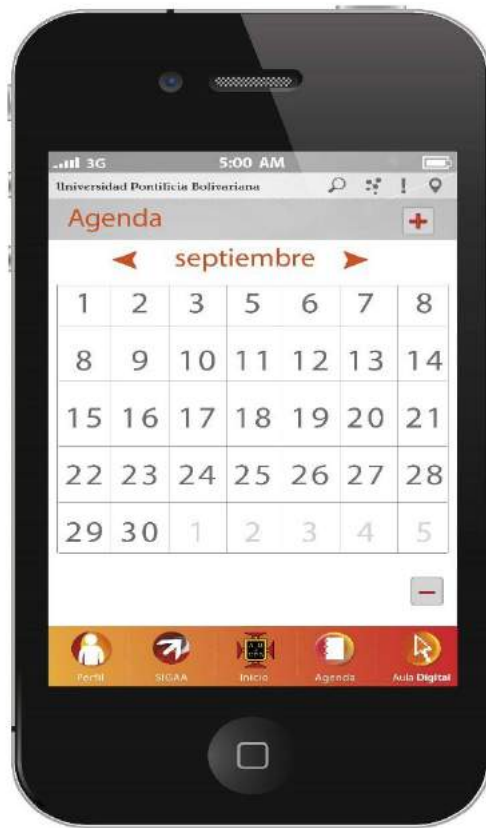 3G 5:00 AM
Universidad Pontificia Bolivariana !
Agenda +
septiembre
1 2 3 5 6 7 8
8 9 10 11 12 13 14
15 16 17 18 19 20 21
22 23 24 25 26 27 28
29 30 1 2 3 4 5
−
Perfil SIGAA Inicio Agenda Aula Digital